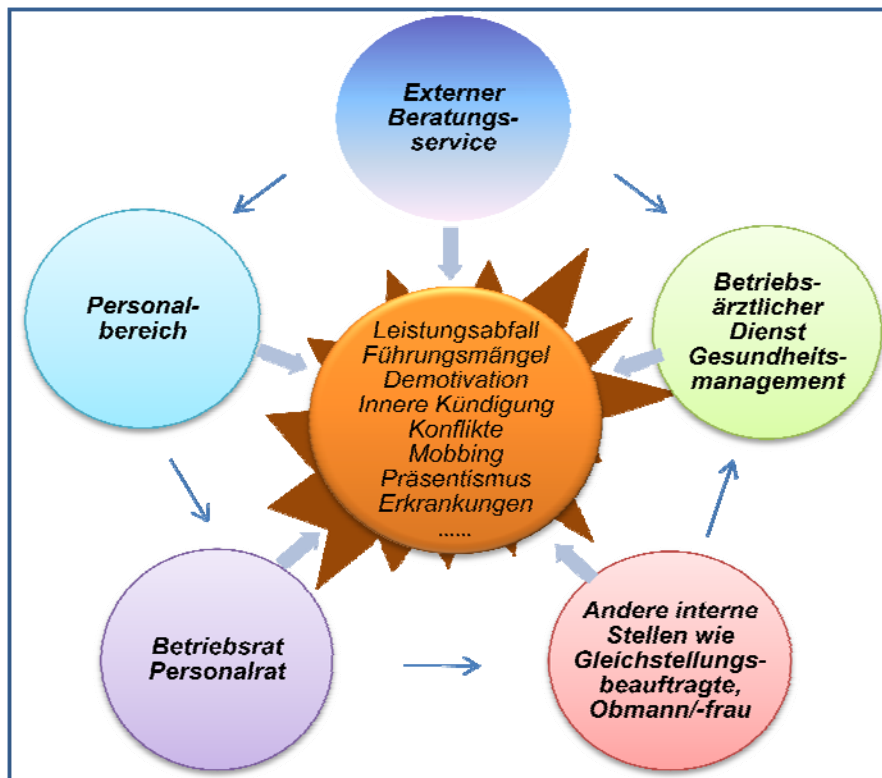 Externer
Beratungs-
service
Personal-
bereich
Betriebs-
ärztlicher
Dienst
Gesundheits-
management
Leistungsabfall
Führungsmängel
Demotivation
Innere Kündigung
Konflikte
Mobbing
Präsentismus
Erkrankungen
......
Betriebsrat
Personalrat
Andere interne
Stellen wie
Gleichstellungs-
beauftragte,
Obmann/-frau